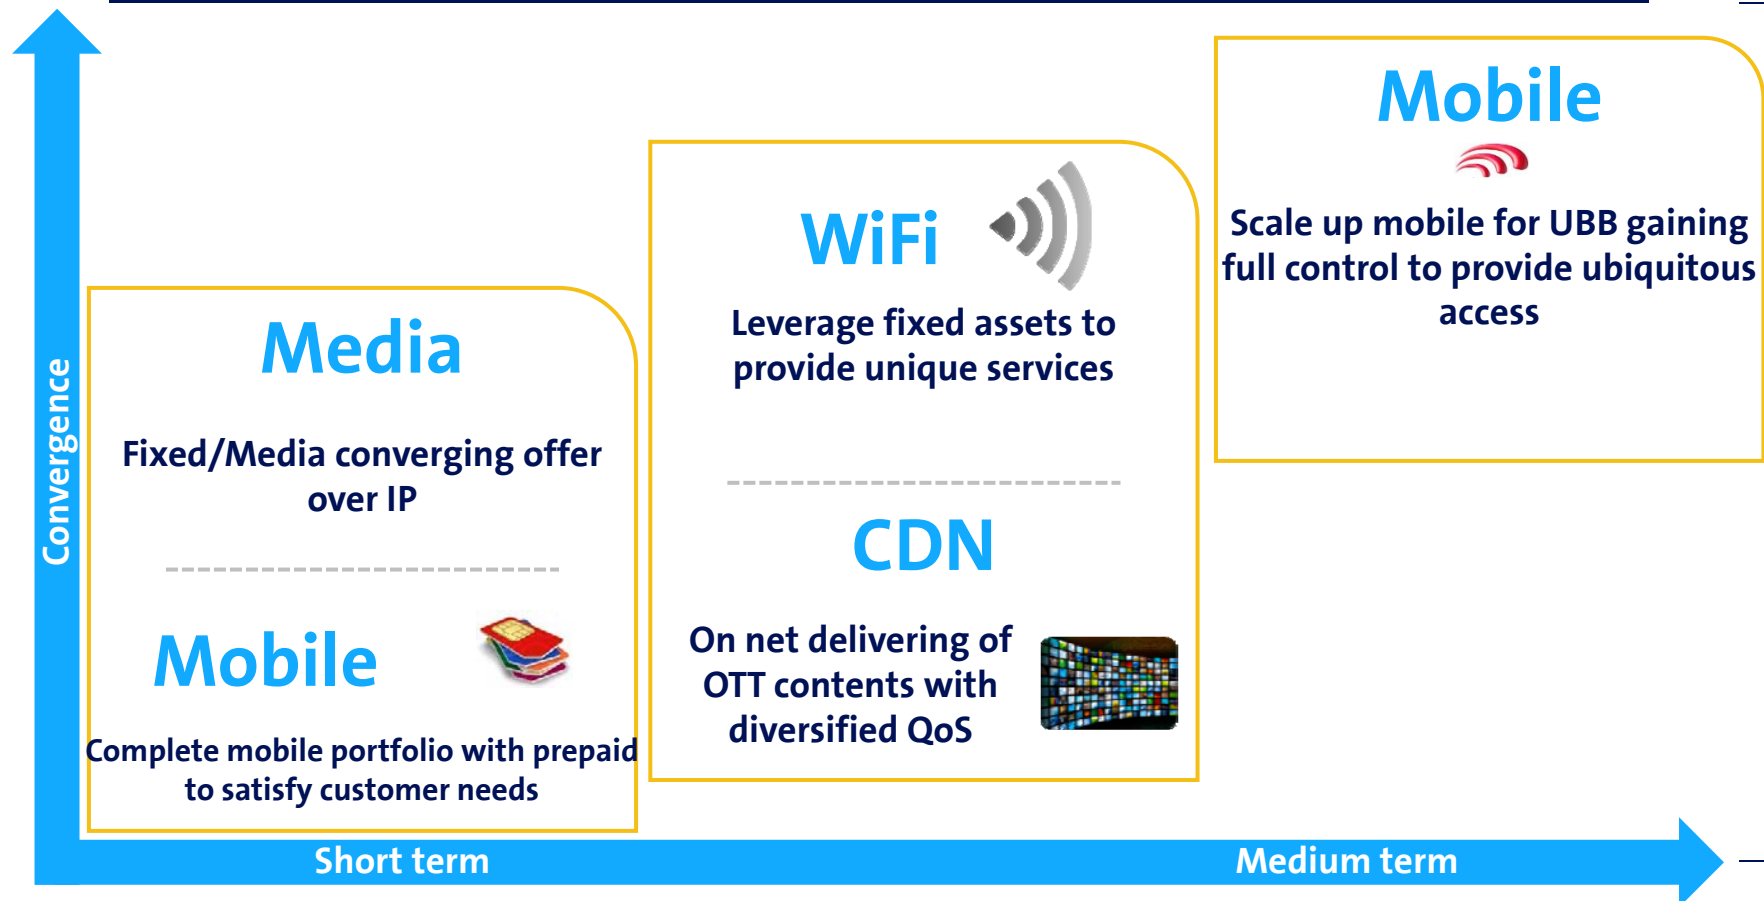 Convergence
Media
Fixed/Media converging offer
over IP
Mobile
Complete mobile portfolio with prepaid
to satisfy customer needs
WiFi
Leverage fixed assets to
provide unique services
CDN
On net delivering of
OTT contents with
diversified QoS
Mobile
Scale up mobile for UBB gaining
full control to provide ubiquitous
access
Short term
Medium term